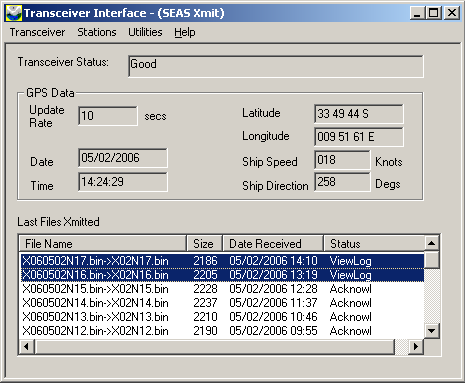 Transceiver Interface - (SEAS Xmit)
Transceiver Stations Utilities Help
Transceiver Status: Good
GPS Data
Update Rate 10 secs
Latitude 33 49 44 S
Longitude 009 51 61 E
Date 05/02/2006
Ship Speed 018 Knots
Time 14:24:29
Ship Direction 258 Degs
Last Files Xmitted
File Name Size Date Received Status
X060502N17.bin->X02N17.bin 2186 05/02/2006 14:10 ViewLog
X060502N16.bin->X02N16.bin 2205 05/02/2006 13:19 ViewLog
X060502N15.bin->X02N15.bin 2228 05/02/2006 12:28 Acknowl
X060502N14.bin->X02N14.bin 2237 05/02/2006 11:37 Acknowl
X060502N13.bin->X02N13.bin 2210 05/02/2006 10:46 Acknowl
X060502N12.bin->X02N12.bin 2190 05/02/2006 09:55 Acknowl